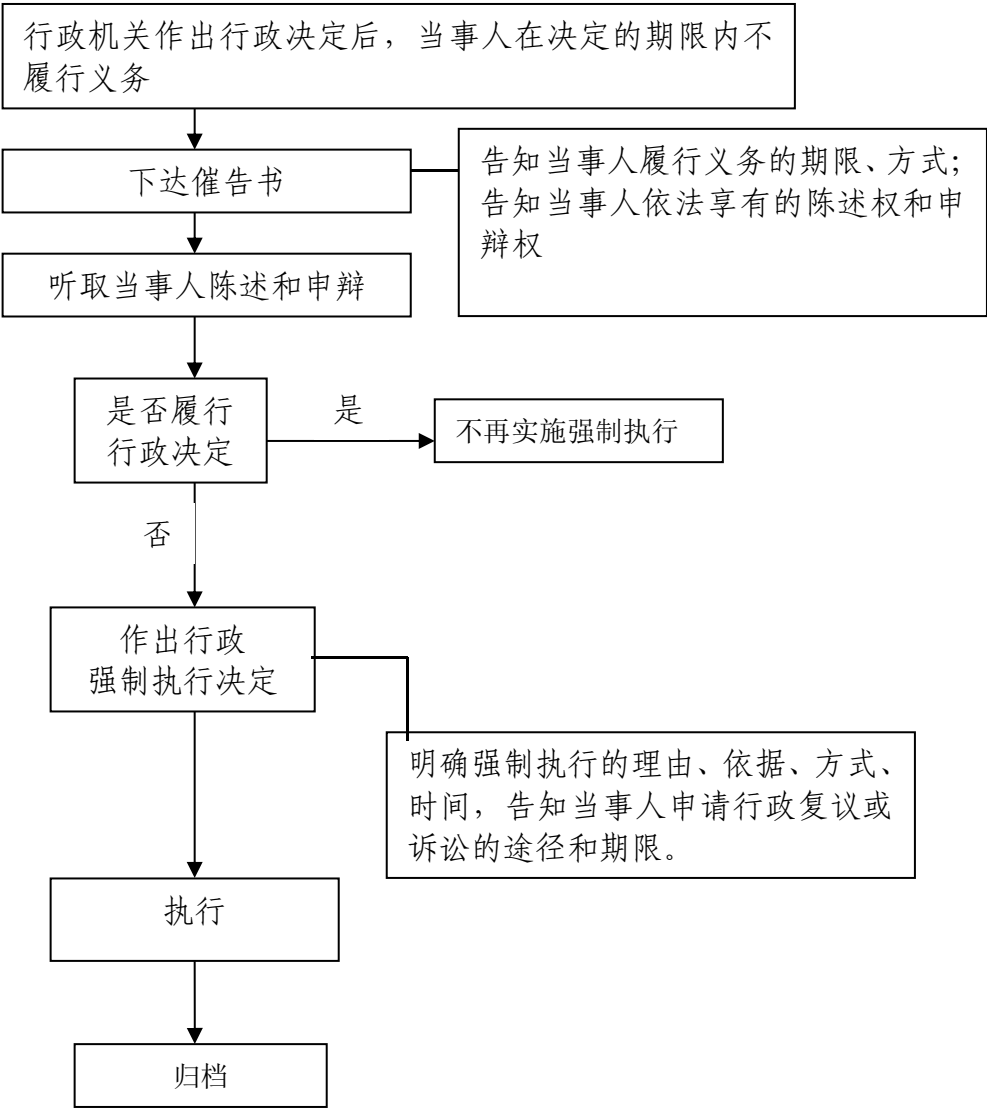 行政机关作出行政决定后，当事人在决定的期限内不
履行义务
下达催告书
告知当事人履行义务的期限、方式；
告知当事人依法享有的陈述权和申
辩权
听取当事人陈述和申辩
是否履行
行政决定
是
不再实施强制执行
否
作出行政
强制执行决定
明确强制执行的理由、依据、方式、
时间，告知当事人申请行政复议或
诉讼的途径和期限。
执行
归档